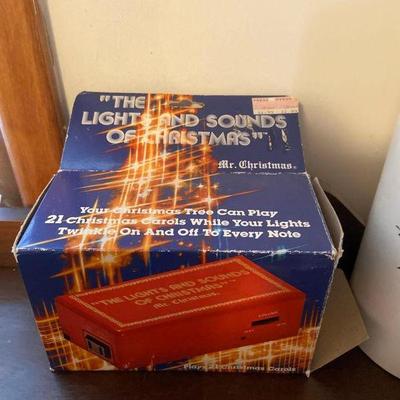 "THE
LIGHTS AND SOUNDS
OF CHRISTMAS"
Mr. Christmas
Your Christmas Tree Can Play
21 Christmas Carols While Your Lights
Twinkle On And Off To Every Note
"THE LIGHTS AND SOUNDS
OF CHRISTMAS"
Mr. Christmas
Plays 21 Christmas Carols